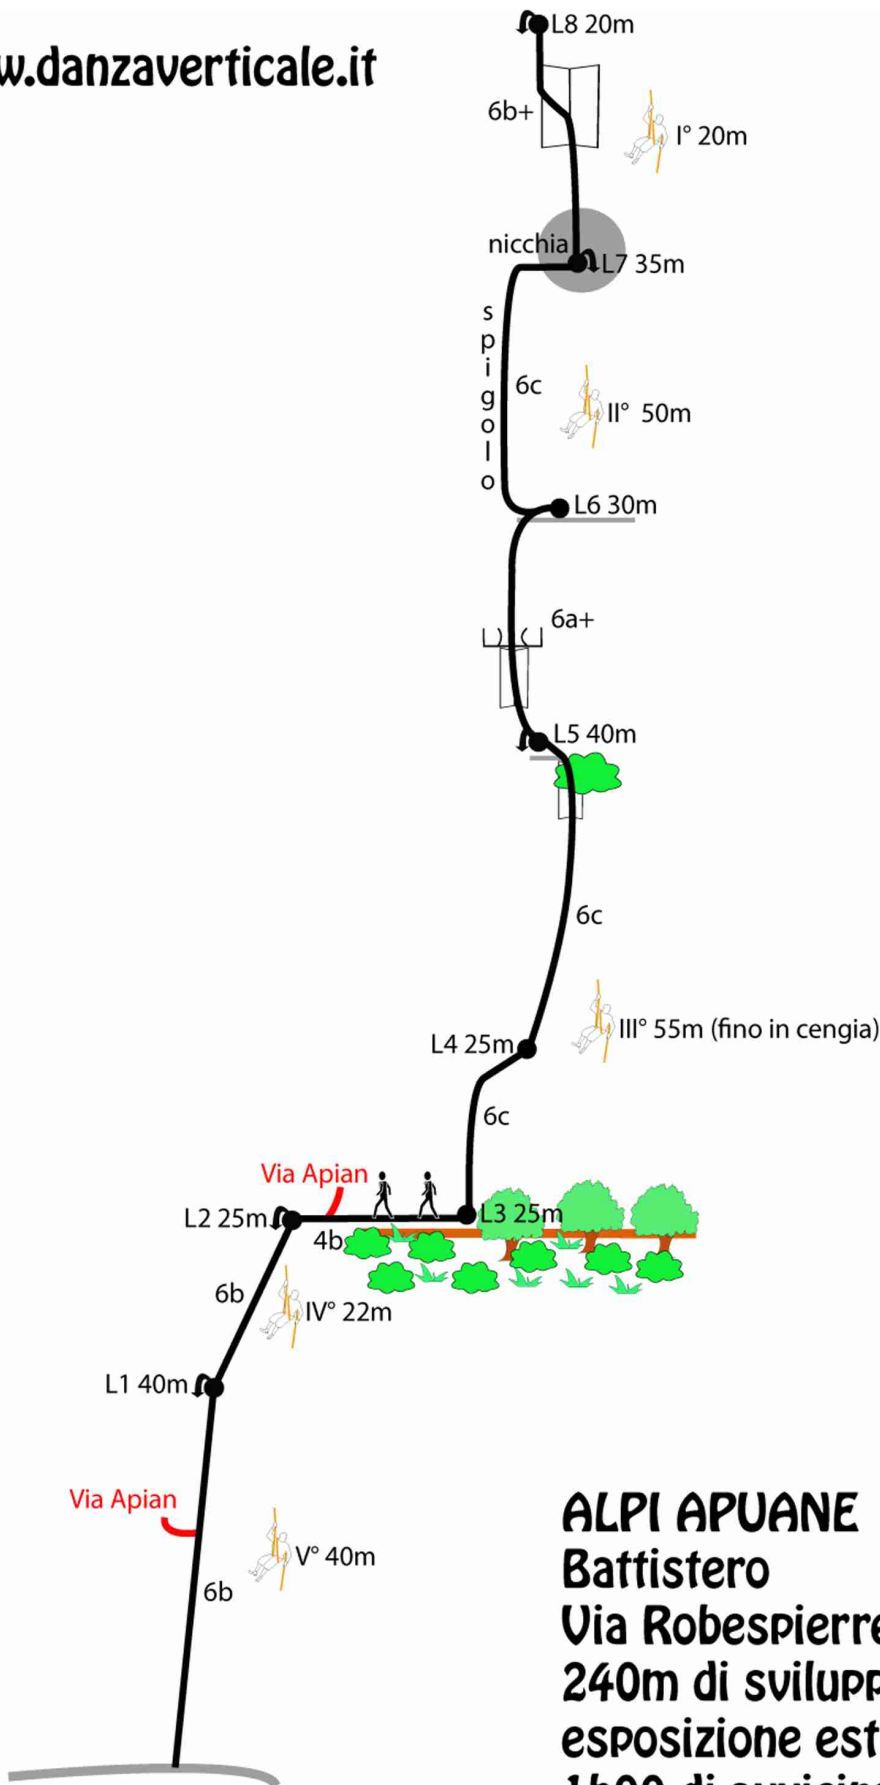 w.danzaverticale.it
L8 20m
6b+
I° 20m
nicchia
L7 35m
spigolo
6c
II° 50m
L6 30m
6a+
L5 40m
6c
L4 25m
III° 55m (fino in cengia)
6c
Via Apian
L2 25m
L3 25m
4b
6b
IV° 22m
L1 40m
Via Apian
V° 40m
6b
ALPI APUANE
Battistero
Via Robespierre
240m di svilupp
esposizione est